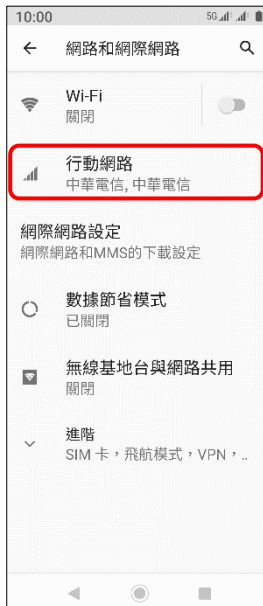 10:00
5G
網路和網際網路
Wi-Fi
關閉
行動網路
中華電信, 中華電信
網際網路設定
網際網路和MMS的下載設定
數據節省模式
已關閉
無線基地台與網路共用
關閉
進階
SIM 卡，飛航模式，VPN，..